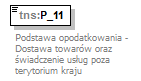 tns:P_11
Podstawa opodatkowania -
Dostawa towarów oraz
świadczenie usług poza
terytorium kraju